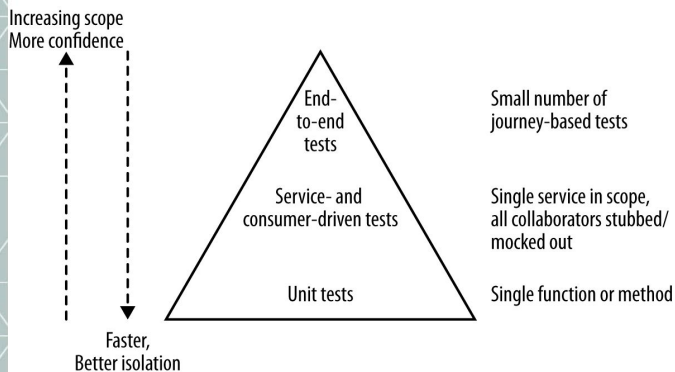 Increasing scope
More confidence
End-
to-end
tests
Small number of
journey-based tests
Service- and
consumer-driven tests
Single service in scope,
all collaborators stubbed/
mocked out
Unit tests
Single function or method
Faster,
Better isolation